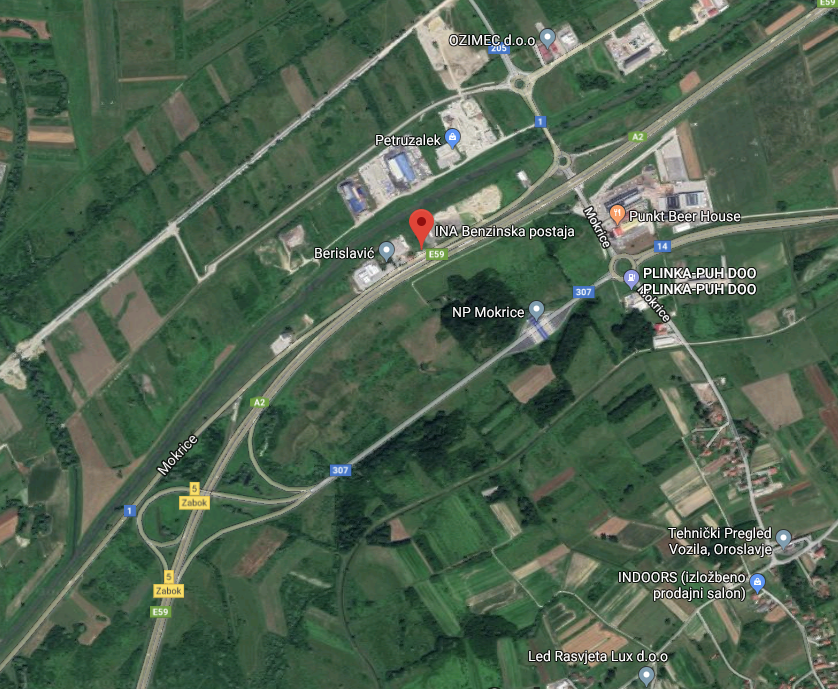 E59
OZIMEC d.o.o
205
1
A2
Petruzalek
Mokrice
Punkt Beer House
INA Benzinska postaja
14
Berislavić
E59
PLINKA-PUH DOO
PLINKA-PUH DOO
307
Mokrice
NP Mokrice
A2
Mokrice
307
5
Zabok
1
Tehnički Pregled
Vozila, Oroslavje
5
Zabok
INDOORS (izložbeno
prodajni salon)
E59
Led Rasvjeta Lux d.o.o